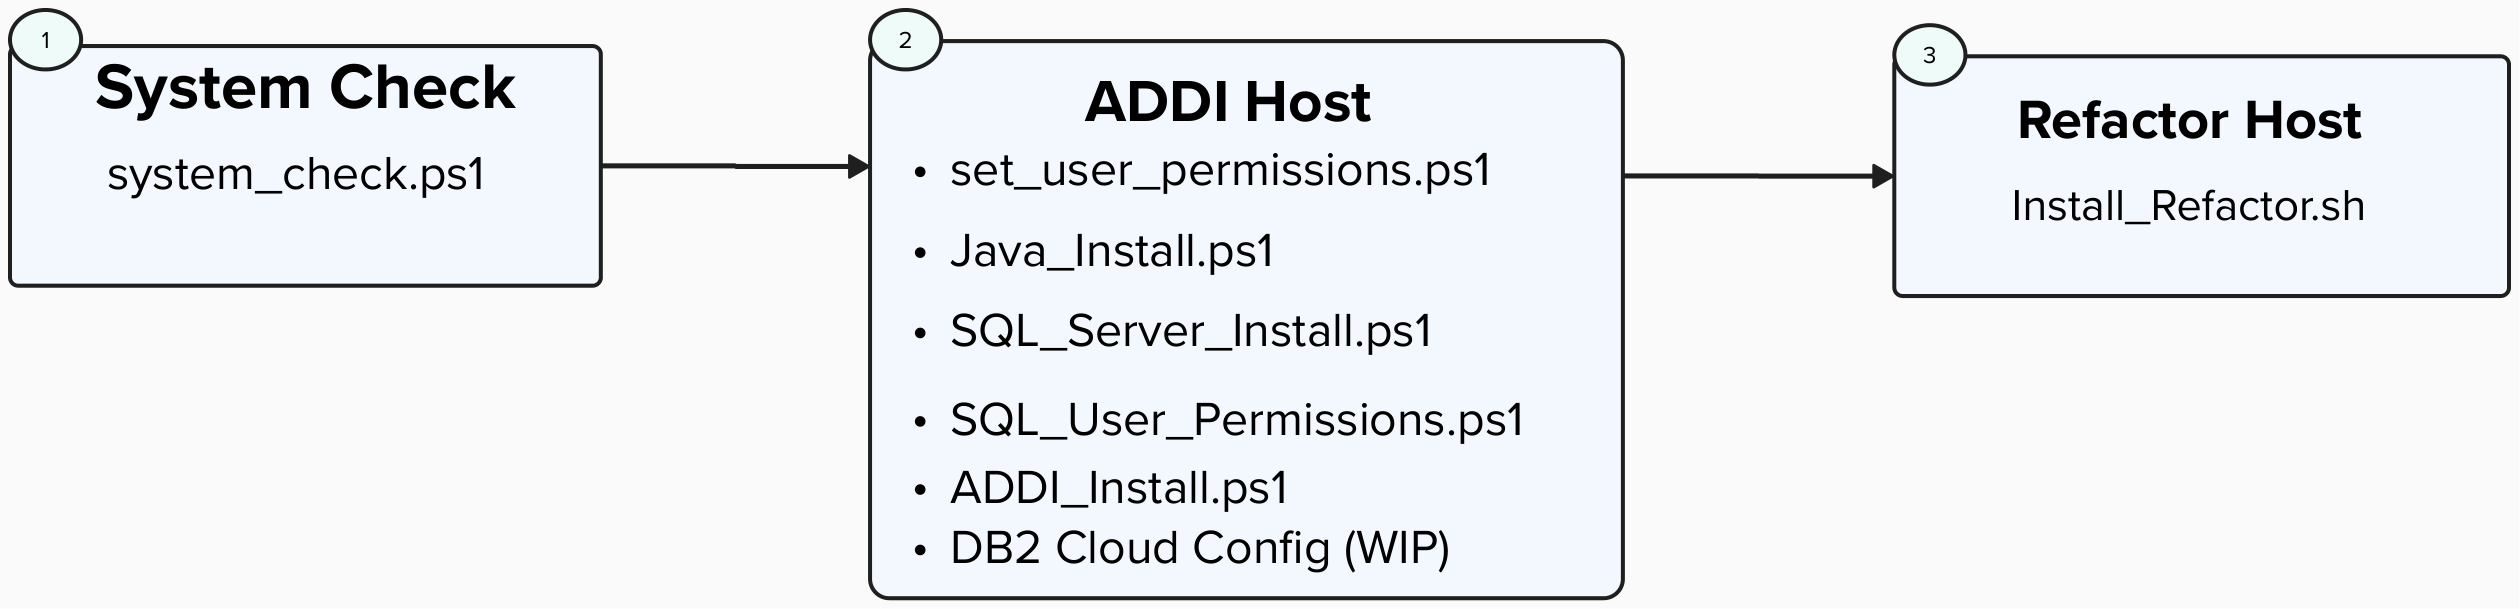 1
System Check
system_check.ps1
2
ADDI Host
• set_user_permissions.ps1
• Java_Install.ps1
• SQL_Server_Install.ps1
• SQL_User_Permissions.ps1
• ADDI_Install.ps1
• DB2 Cloud Config (WIP)
3
Refactor Host
Install_Refactor.sh